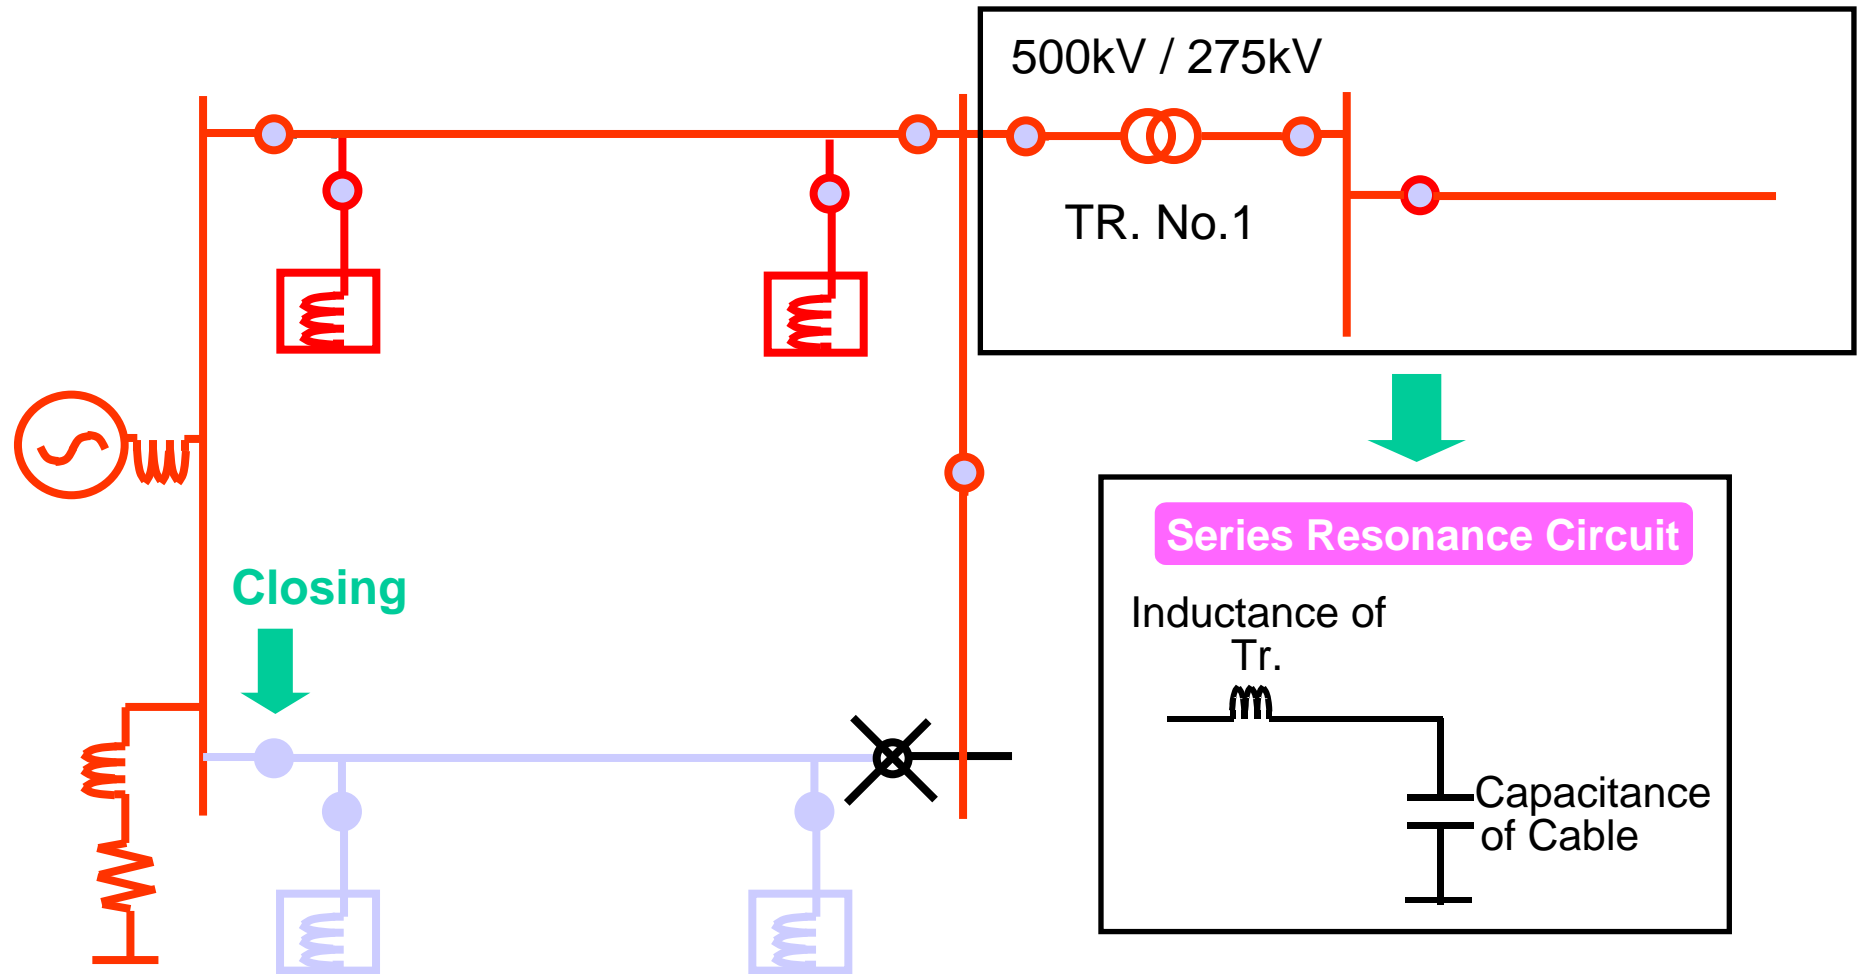 500kV / 275kV
TR. No.1
Closing
Series Resonance Circuit
Inductance of
Tr.
Capacitance
of Cable